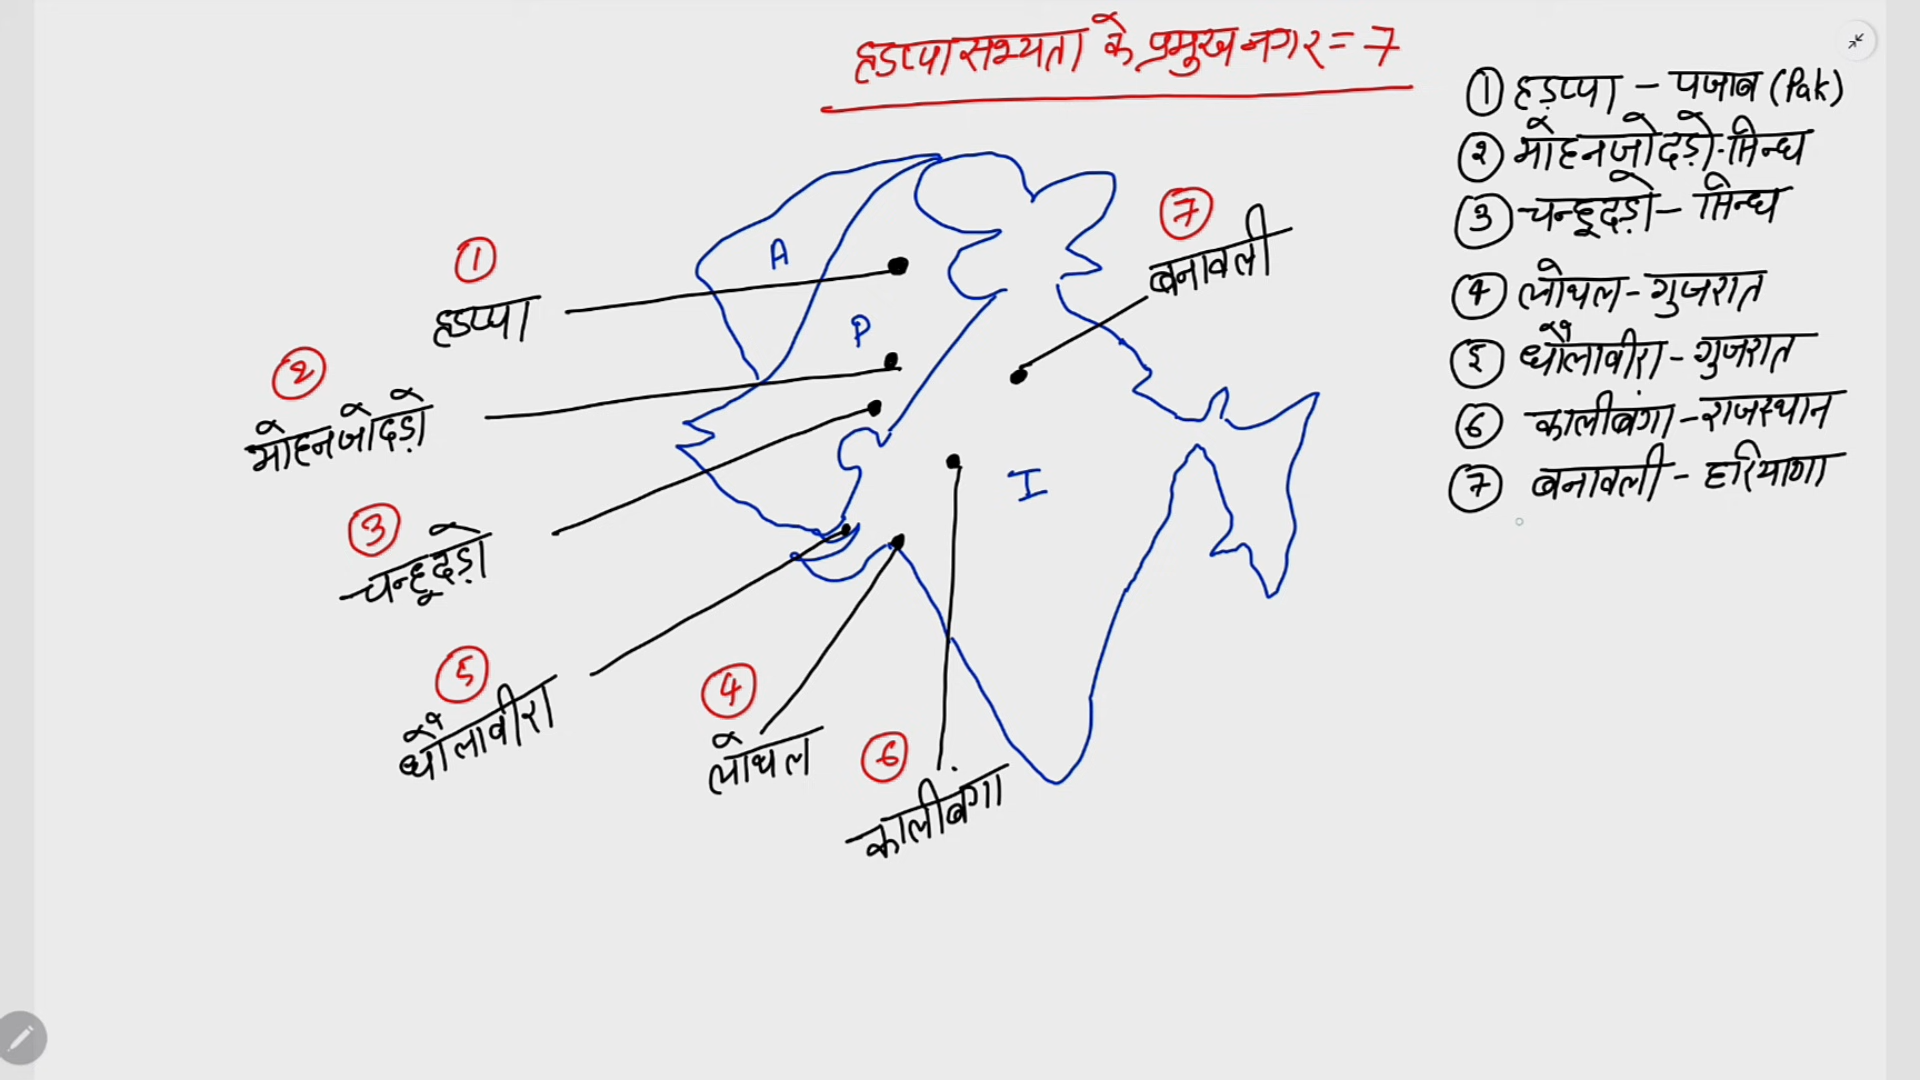 हडप्पा सभ्यता के प्रमुख नगर = 7
① हड़प्पा – पंजाब (Pak)
② मोहनजोदड़ो - सिन्ध
③ चन्हूदड़ो – सिन्ध
④ लोथल - गुजरात
⑤ धौलावीरा - गुजरात
⑥ कालीबंगा - राजस्थान
⑦ बनावली - हरियाणा
①
हडप्पा
②
मोहनजोदड़ो
③
चन्हूदड़ो
⑤
धौलावीरा
④
लोथल
⑥
कालीबंगा
⑦
बनावली
A
P
I